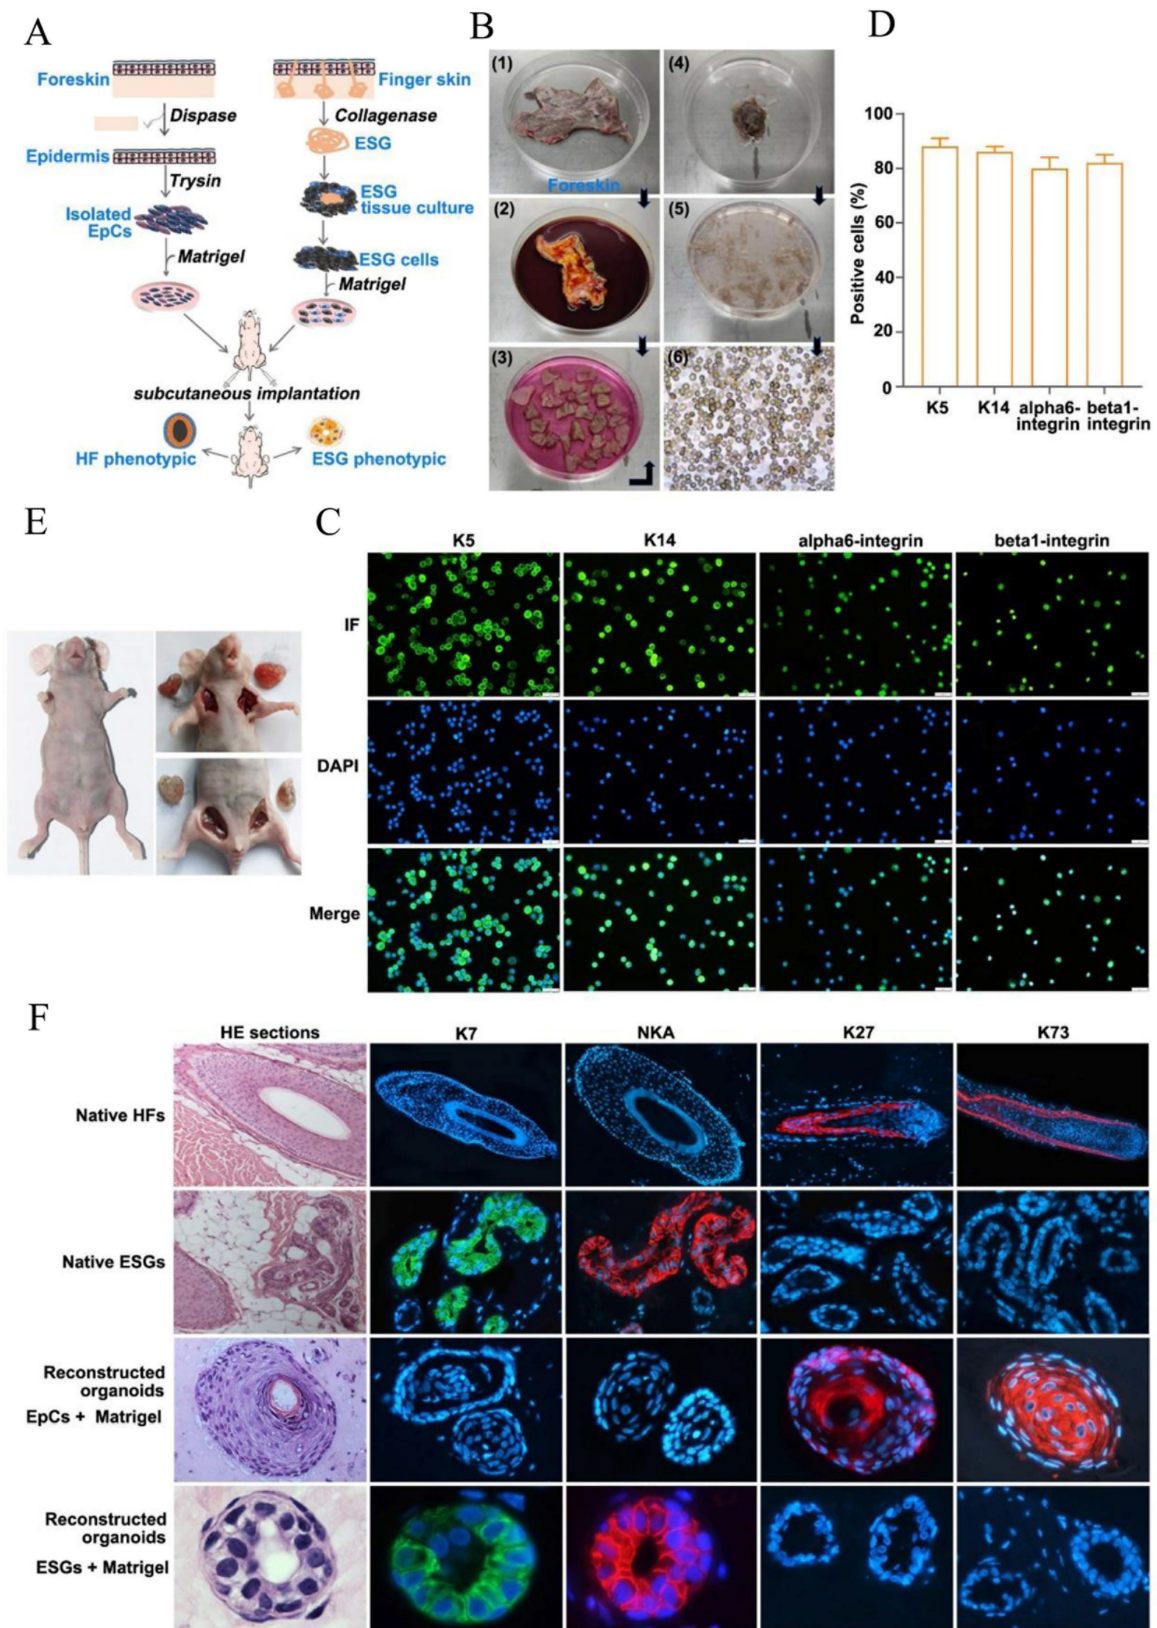 A
Foreskin
Finger skin
Dispase
Collagenase
Epidermis
ESG
Trysin
ESG
tissue culture
Isolated
EpCs
Matrigel
ESG cells
Matrigel
subcutaneous implantation
HF phenotypic
ESG phenotypic
B
(1)
(4)
Foreskin
(2)
(5)
(3)
(6)
D
100
80
60
40
20
0
Positive cells (%)
K5
K14
alpha6-
integrin
beta1-
integrin
E
C
K5
K14
alpha6-integrin
beta1-integrin
IF
DAPI
Merge
F
HE sections
K7
NKA
K27
K73
Native HFs
Native ESGs
Reconstructed
organoids
EpCs + Matrigel
Reconstructed
organoids
ESGs + Matrigel